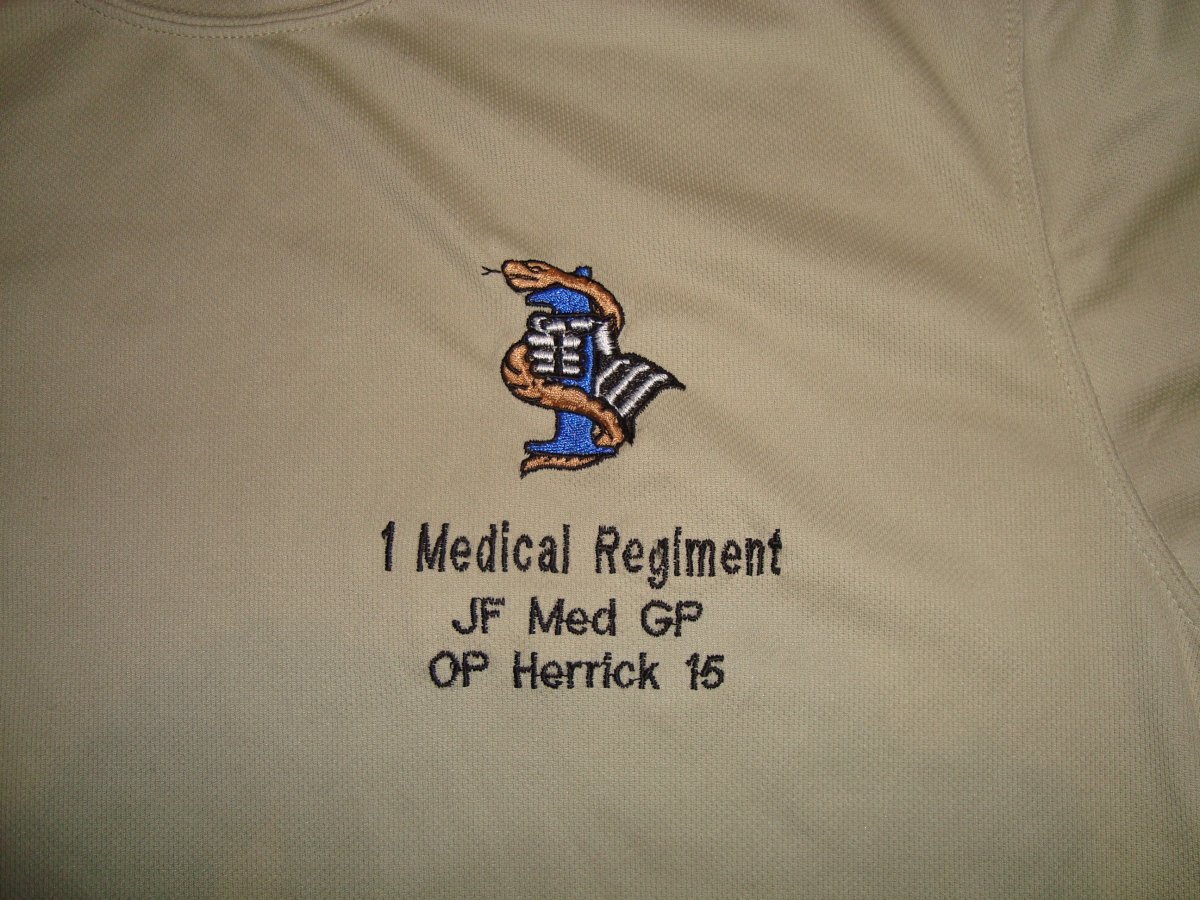 1 Medical Regiment
JF Med GP
OP Herrick 15